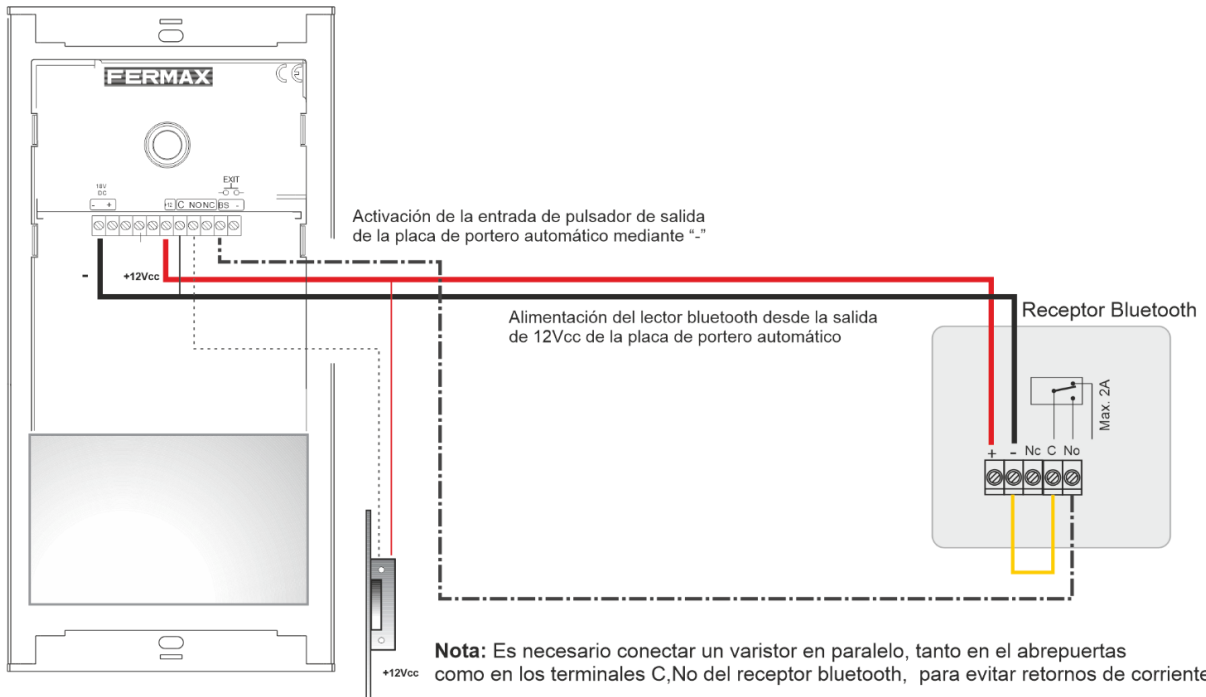 FERMAX
CE
18V
DC
EXIT
- +
+12 C NO NC BS -
Activación de la entrada de pulsador de salida
de la placa de portero automático mediante “-”
-
+12Vcc
Alimentación del lector bluetooth desde la salida
de 12Vcc de la placa de portero automático
Receptor Bluetooth
Max. 2A
+ - Nc C No
Nota: Es necesario conectar un varistor en paralelo, tanto en el abrepuertas
+12Vcc
como en los terminales C,No del receptor bluetooth, para evitar retornos de corriente